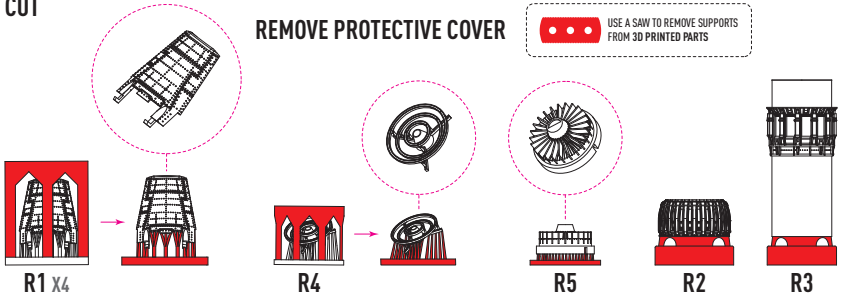 CUT
REMOVE PROTECTIVE COVER
USE A SAW TO REMOVE SUPPORTS
FROM 3D PRINTED PARTS
R1 X4
R4
R5
R2
R3